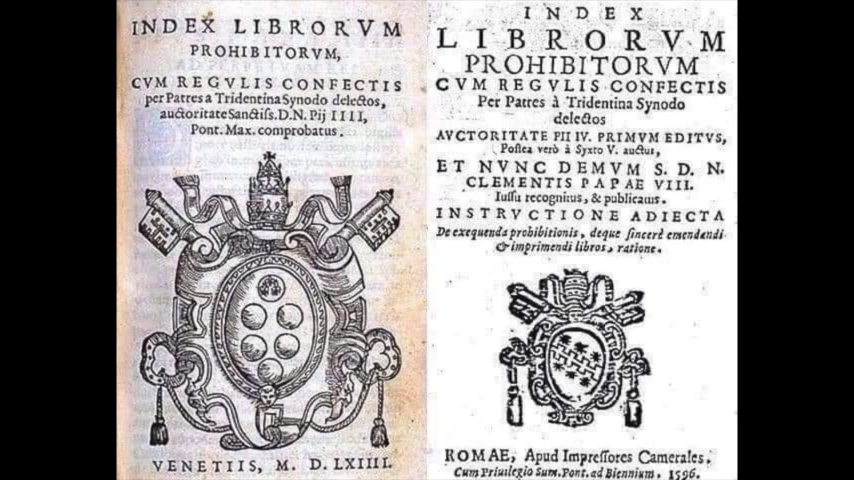 INDEX LIBRORVM
PROHIBITORVM,
CVM REGVLIS CONFECTIS
per Patres a Tridentina Synodo delectos,
auctoritate Sanctiss. D.N. Pij IIII,
Pont. Max. comprobatus.
VENETIIS, M. D. LXIIII.
INDEX
LIBRORVM
PROHIBITORVM
CVM REGVLIS CONFECTIS
Per Patres à Tridentina Synodo
delectos
AVCTORITATE PII IV. PRIMVM EDITVS,
Postea verò à Syxto V. auctus,
ET NVNC DEMVM S. D. N.
CLEMENTIS PAPAE VIII.
Iussu recognitus, & publicatus.
INSTRVCTIONE ADIECTA
De exequenda prohibitionis, deque sincerè emendandi
& imprimendi libros, ratione.
ROMAE, Apud Impressores Camerales,
Cum Priuilegio Sum. Pont. ad Biennium, 1596.